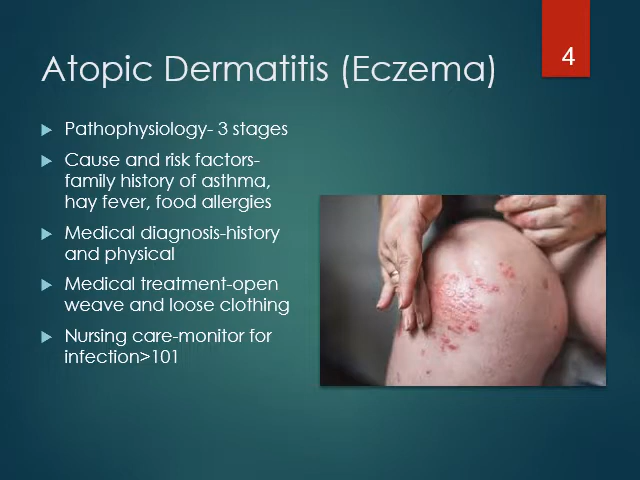 4
Atopic Dermatitis (Eczema)
Pathophysiology- 3 stages
Cause and risk factors-
family history of asthma,
hay fever, food allergies
Medical diagnosis-history
and physical
Medical treatment-open
weave and loose clothing
Nursing care-monitor for
infection>101